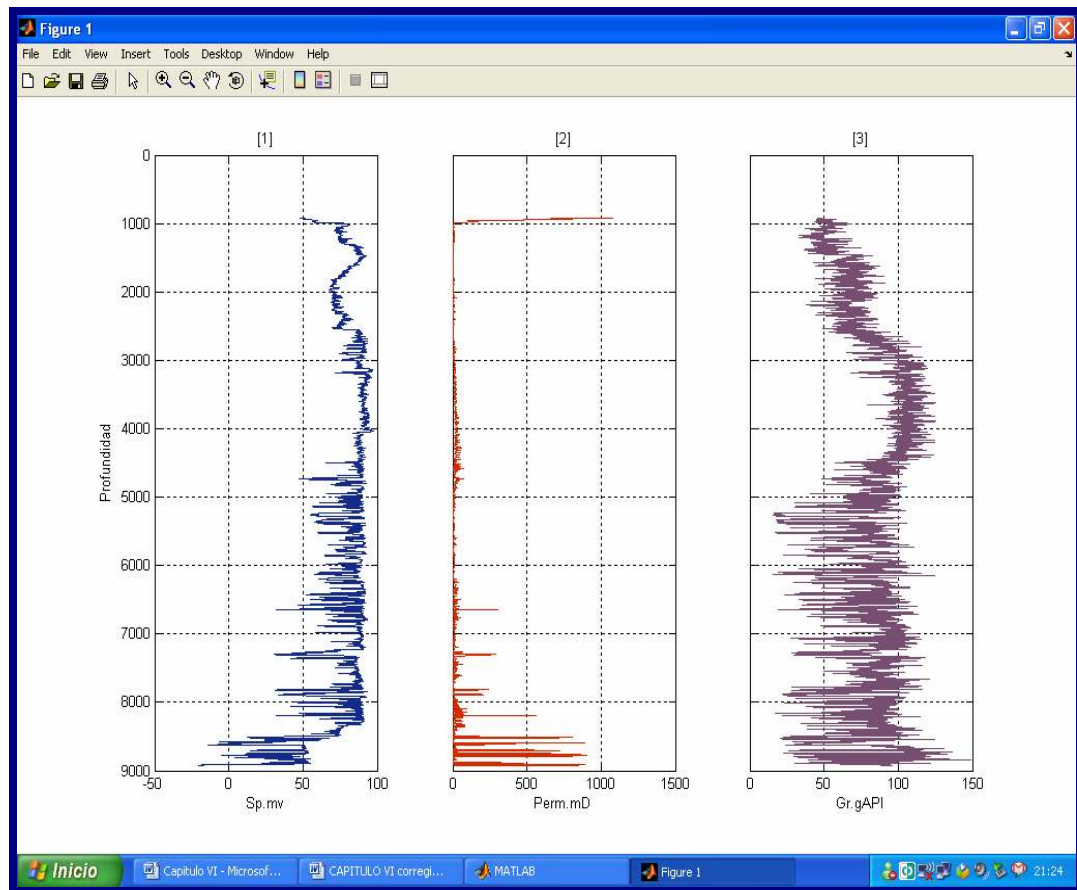 Figure 1
File Edit View Insert Tools Desktop Window Help
[1] [2] [3]
0
1000
2000
3000
4000
5000
6000
7000
8000
9000
Profundidad
-50 0 50 100
0 500 1000 1500
0 50 100 150
Sp.mv Perm.mD Gr.gAPI
Inicio Capitulo VI - Microsof... CAPITULO VI corregi... MATLAB Figure 1 21:24